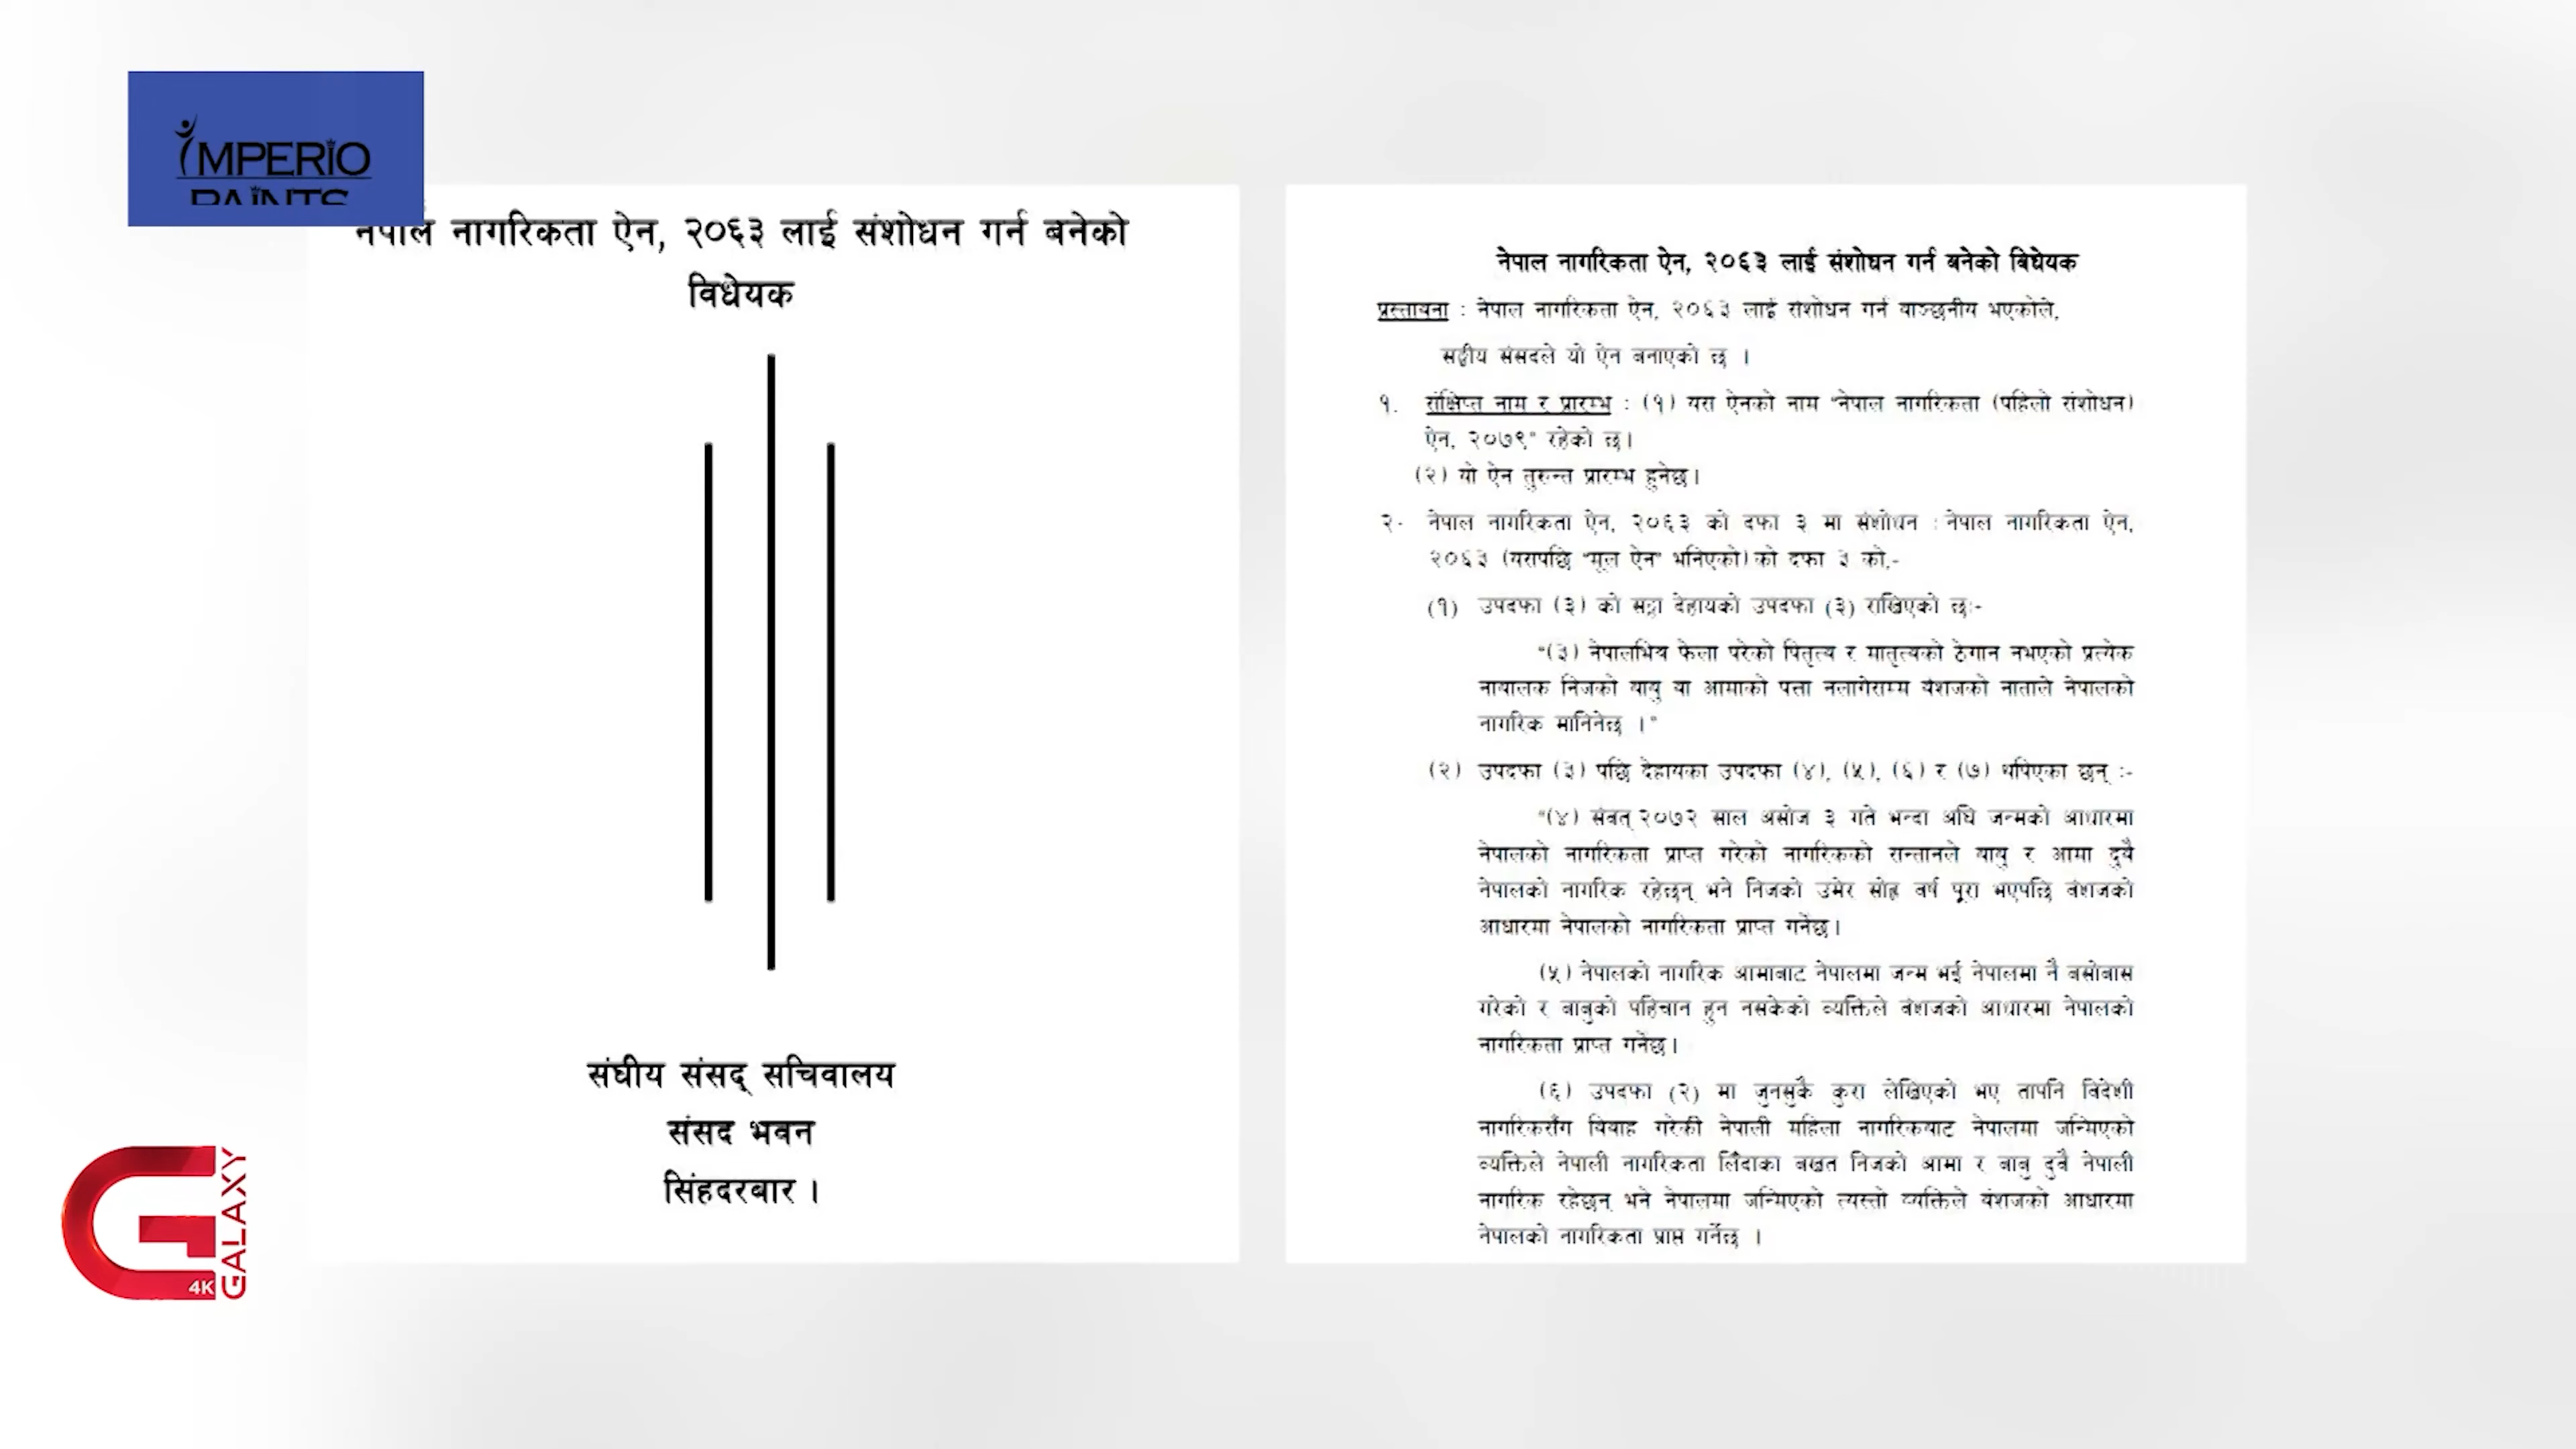 IMPERIO
PAINTS
नेपाल नागरिकता ऐन, २०६३ लाई संशोधन गर्न बनेको
विधेयक
संघीय संसद् सचिवालय
संसद भवन
सिंहदरबार ।
नेपाल नागरिकता ऐन, २०६३ लाई संशोधन गर्न बनेको विधेयक
प्रस्तावना : नेपाल नागरिकता ऐन, २०६३ लाई संशोधन गर्न वाञ्छनीय भएकोले,
सङ्घीय संसदले यो ऐन बनाएको छ ।
१. संक्षिप्त नाम र प्रारम्भ : (१) यस ऐनको नाम "नेपाल नागरिकता (पहिलो संशोधन)
ऐन, २०७९" रहेको छ।
(२) यो ऐन तुरुन्त प्रारम्भ हुनेछ।
२. नेपाल नागरिकता ऐन, २०६३ को दफा ३ मा संशोधन : नेपाल नागरिकता ऐन,
२०६३ (यसपछि "मूल ऐन" भनिएको) को दफा ३ को,-
(१) उपदफा (३) को सट्टा देहायको उपदफा (३) राखिएको छः-
"(३) नेपालभित्र फेला परेको पितृत्व र मातृत्वको ठेगान नभएको प्रत्येक
नाबालक निजको बाबु वा आमाको पत्ता नलागेसम्म वंशजको नाताले नेपालको
नागरिक मानिनेछ ।"
(२) उपदफा (३) पछि देहायका उपदफा (४), (५), (६) र (७) थपिएका छन् :-
"(४) संवत् २०७२ साल असोज ३ गते भन्दा अघि जन्मको आधारमा
नेपालको नागरिकता प्राप्त गरेको नागरिकको सन्तानले बाबु र आमा दुवै
नेपालको नागरिक रहेछन् भने निजको उमेर सोह्र वर्ष पूरा भएपछि वंशजको
आधारमा नेपालको नागरिकता प्राप्त गर्नेछ।
(५) नेपालको नागरिक आमाबाट नेपालमा जन्म भई नेपालमा नै बसोबास
गरेको र बाबुको पहिचान हुन नसकेको व्यक्तिले वंशजको आधारमा नेपालको
नागरिकता प्राप्त गर्नेछ।
(६) उपदफा (२) मा जुनसुकै कुरा लेखिएको भए तापनि विदेशी
नागरिकसँग विवाह गरेकी नेपाली महिला नागरिकबाट नेपालमा जन्मिएको
व्यक्तिले नेपाली नागरिकता लिँदाका बखत निजको आमा र बाबु दुवै नेपाली
नागरिक रहेछन् भने नेपालमा जन्मिएको त्यस्तो व्यक्तिले वंशजको आधारमा
नेपालको नागरिकता प्राप्त गर्नेछ ।
GALAXY
4K